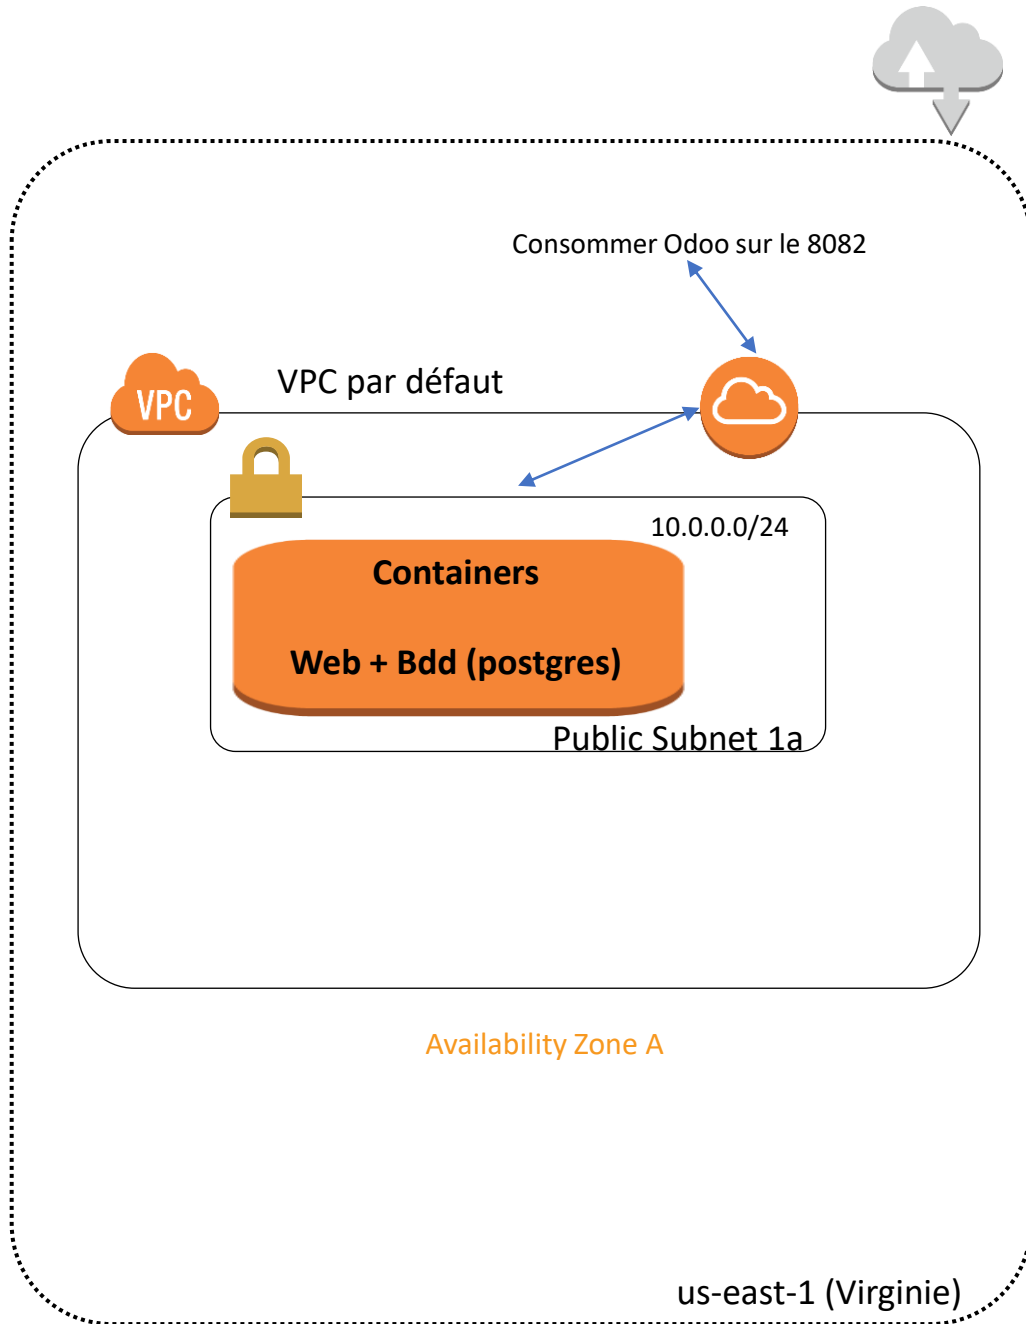 Consommer Odoo sur le 8082
VPC par défaut
VPC
10.0.0.0/24
Containers
Web + Bdd (postgres)
Public Subnet 1a
Availability Zone A
us-east-1 (Virginie)